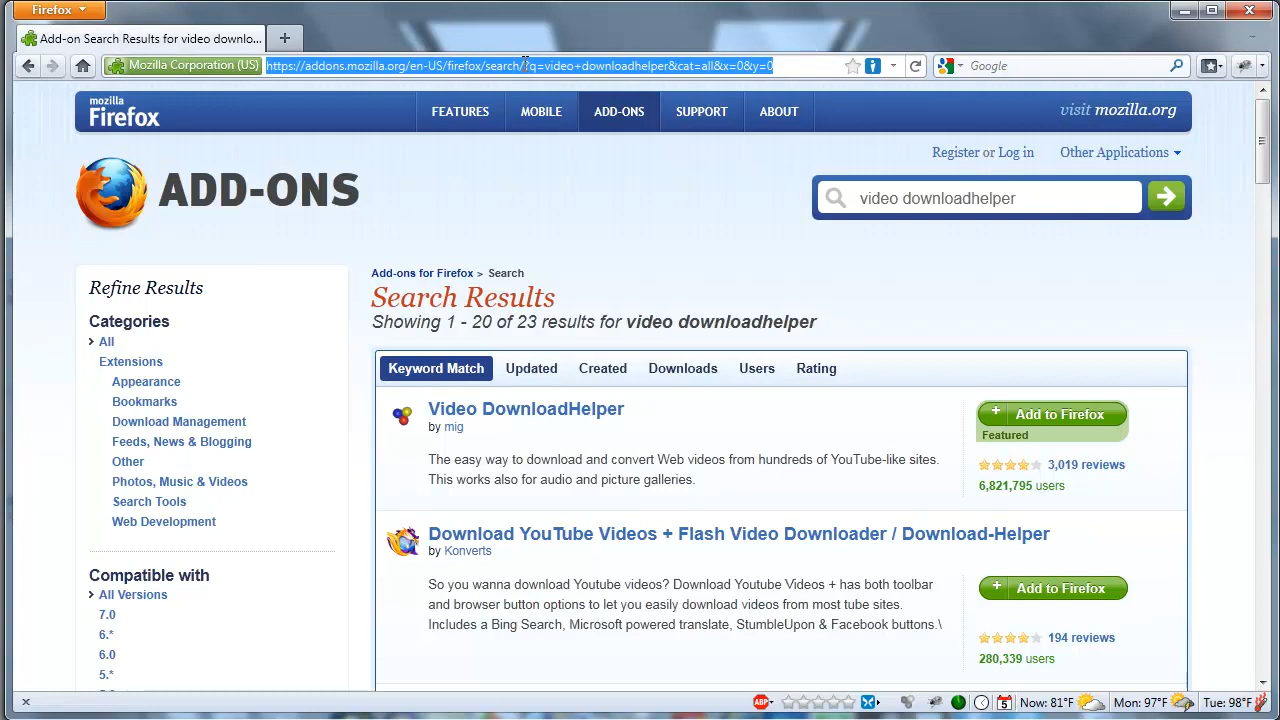 Firefox
Add-on Search Results for video downlo...
Mozilla Corporation (US)
https://addons.mozilla.org/en-US/firefox/search/?q=video+downloadhelper&cat=all&x=0&y=0
Google
mozilla
Firefox
FEATURES
MOBILE
ADD-ONS
SUPPORT
ABOUT
visit mozilla.org
Register or Log in
Other Applications
ADD-ONS
video downloadhelper
Refine Results
Categories
All
Extensions
Appearance
Bookmarks
Download Management
Feeds, News & Blogging
Other
Photos, Music & Videos
Search Tools
Web Development
Compatible with
All Versions
7.0
6.*
6.0
5.*
Add-ons for Firefox > Search
Search Results
Showing 1 - 20 of 23 results for video downloadhelper
Keyword Match
Updated
Created
Downloads
Users
Rating
Video DownloadHelper
by mig
The easy way to download and convert Web videos from hundreds of YouTube-like sites.
This works also for audio and picture galleries.
+ Add to Firefox
Featured
3,019 reviews
6,821,795 users
Download YouTube Videos + Flash Video Downloader / Download-Helper
by Konverts
So you wanna download Youtube videos? Download Youtube Videos + has both toolbar
and browser button options to let you easily download videos from most tube sites.
Includes a Bing Search, Microsoft powered translate, StumbleUpon & Facebook buttons.\
+ Add to Firefox
194 reviews
280,339 users
x
ABP
5
Now: 81°F
Mon: 97°F
Tue: 98°F